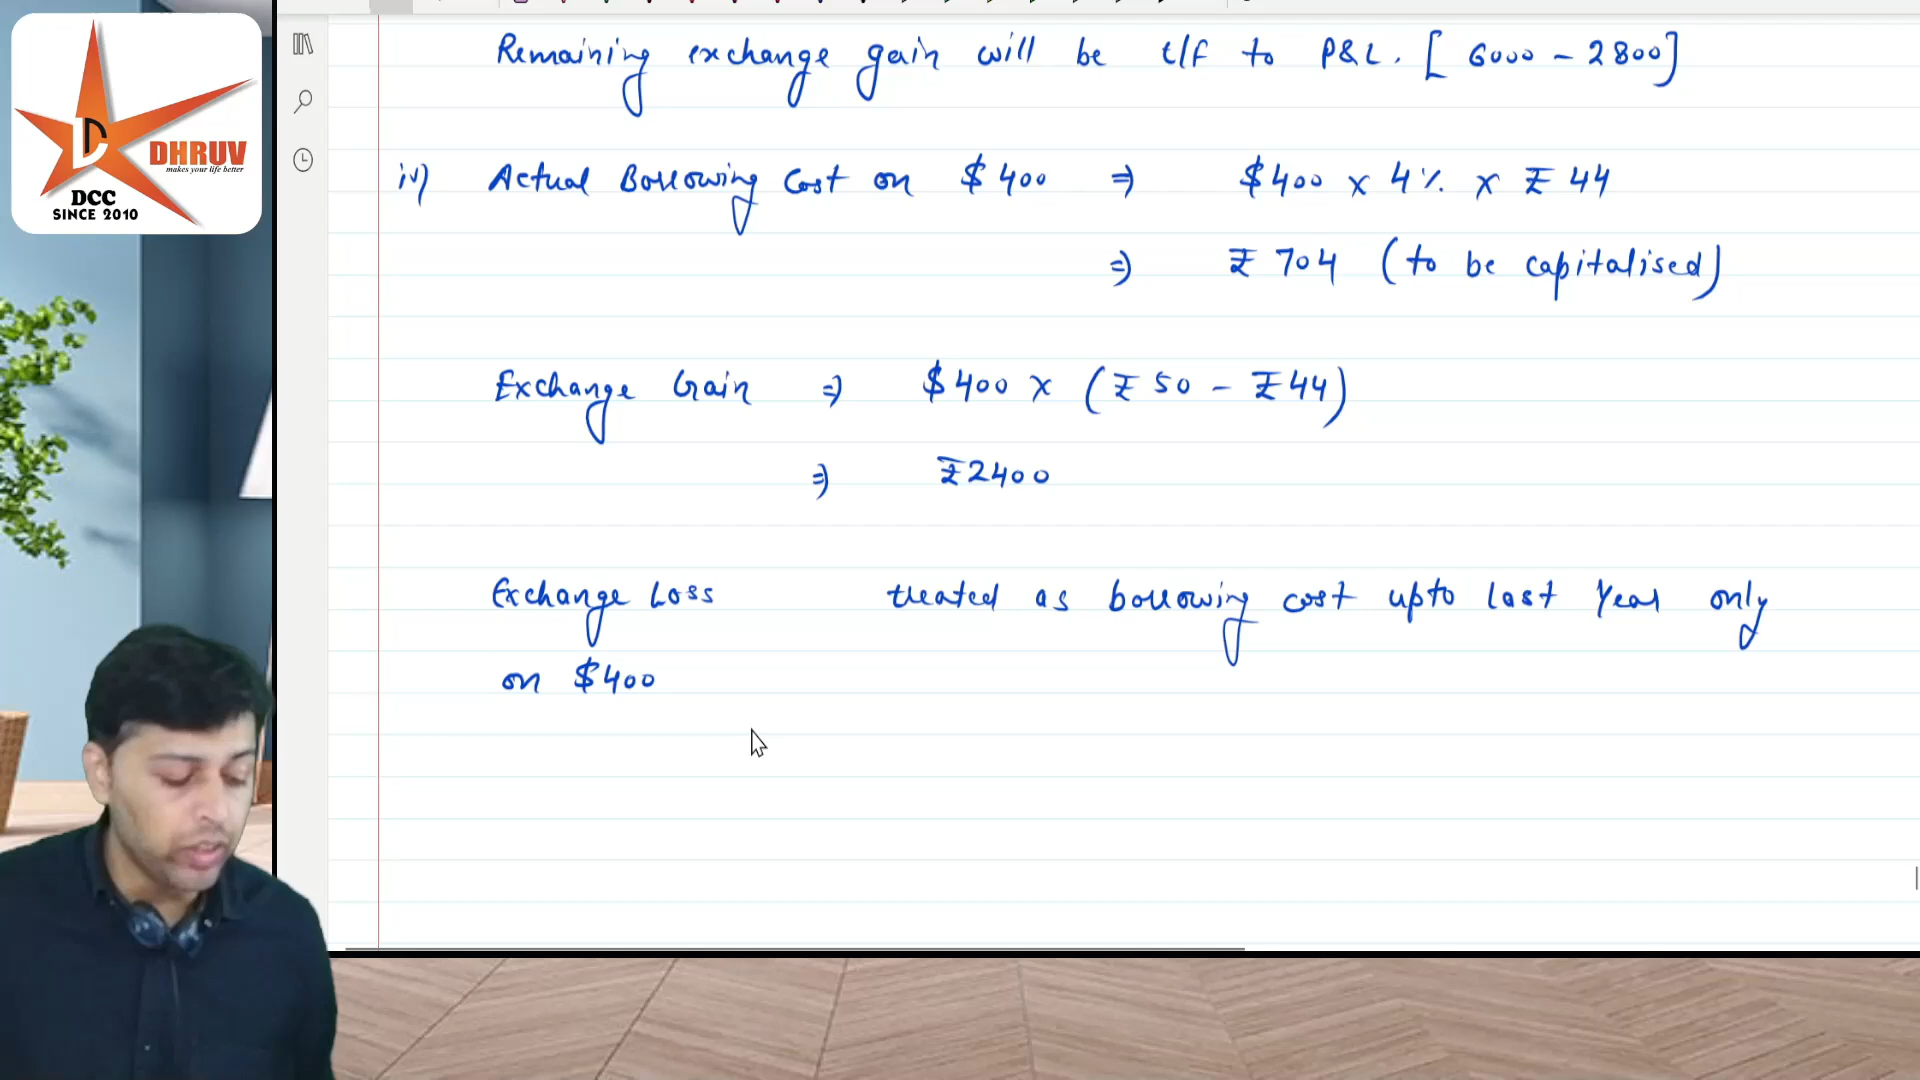 DC
DHRUV
makes your life better
DCC
SINCE 2010
Remaining exchange gain will be t/f to P&L. [6000 - 2800]
iv) Actual Borrowing Cost on $400 ⇒ $400 x 4% x ₹44
⇒ ₹704 (to be capitalised)
Exchange Gain ⇒ $400 x (₹50 - ₹44)
⇒ ₹2400
Exchange Loss treated as borrowing cost upto last year only
on $400